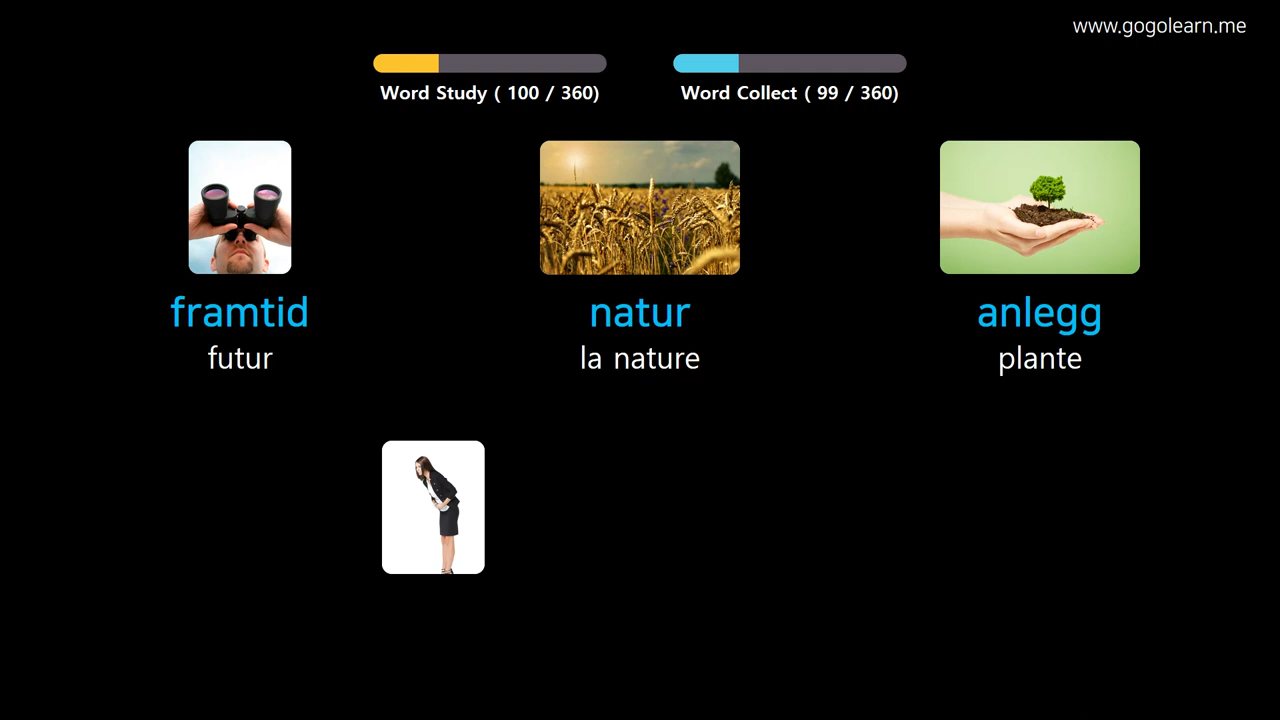 www.gogolearn.me
Word Study ( 100 / 360)
Word Collect ( 99 / 360)
framtid
futur
natur
la nature
anlegg
plante